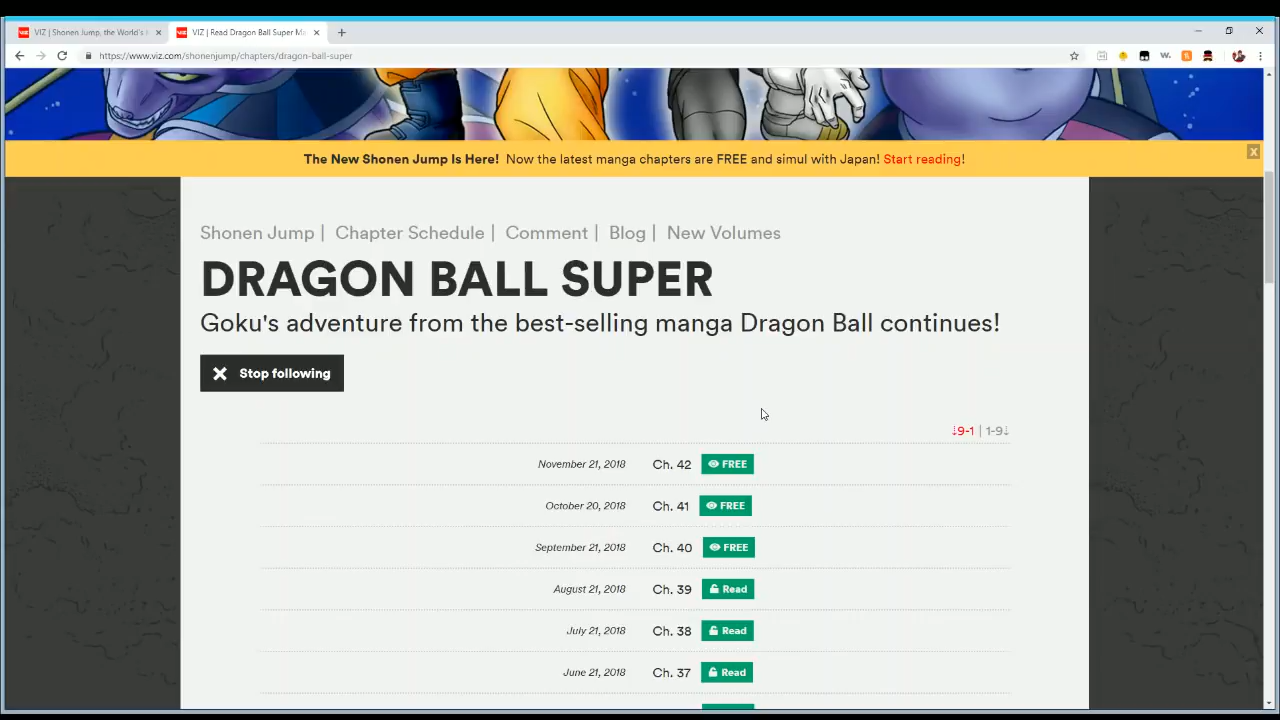 VIZ | Shonen Jump, the World's
VIZ | Read Dragon Ball Super Ma
https://www.viz.com/shonenjump/chapters/dragon-ball-super
The New Shonen Jump Is Here! Now the latest manga chapters are FREE and simul with Japan! Start reading!
Shonen Jump | Chapter Schedule | Comment | Blog | New Volumes
DRAGON BALL SUPER
Goku's adventure from the best-selling manga Dragon Ball continues!
Stop following
↓9-1 | 1-9↓
November 21, 2018 Ch. 42 FREE
October 20, 2018 Ch. 41 FREE
September 21, 2018 Ch. 40 FREE
August 21, 2018 Ch. 39 Read
July 21, 2018 Ch. 38 Read
June 21, 2018 Ch. 37 Read